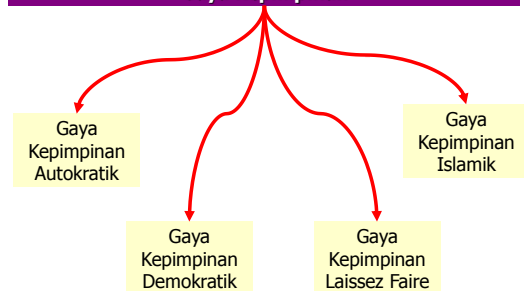 Gaya
Kepimpinan
Autokratik
Gaya
Kepimpinan
Demokratik
Gaya
Kepimpinan
Laissez Faire
Gaya
Kepimpinan
Islamik